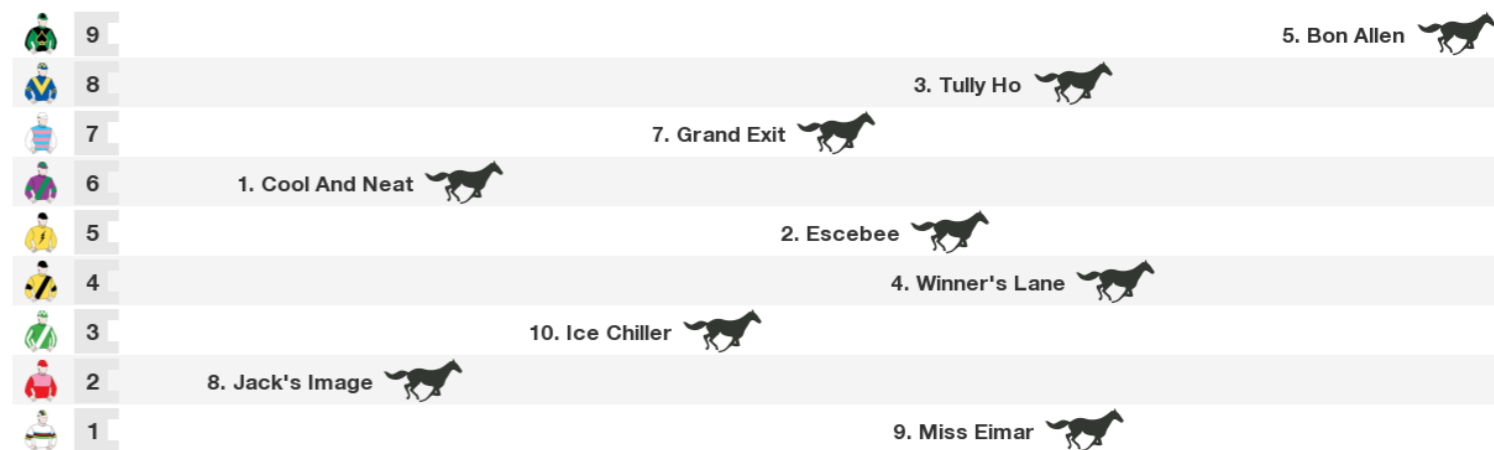 9 5. Bon Allen
8 3. Tully Ho
7 7. Grand Exit
6 1. Cool And Neat
5 2. Escebee
4 4. Winner's Lane
3 10. Ice Chiller
2 8. Jack's Image
1 9. Miss Eimar